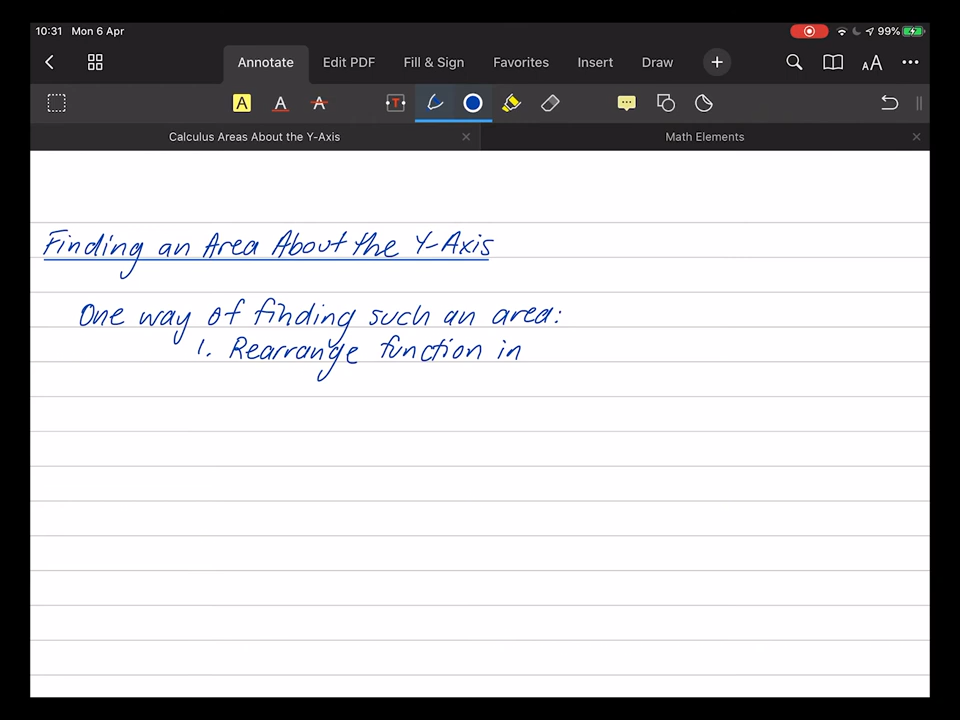 10:31 Mon 6 Apr 99%
Annotate Edit PDF Fill & Sign Favorites Insert Draw
A A A T AA
Calculus Areas About the Y-Axis Math Elements
Finding an Area About the Y-Axis
One way of finding such an area:
1. Rearrange function in